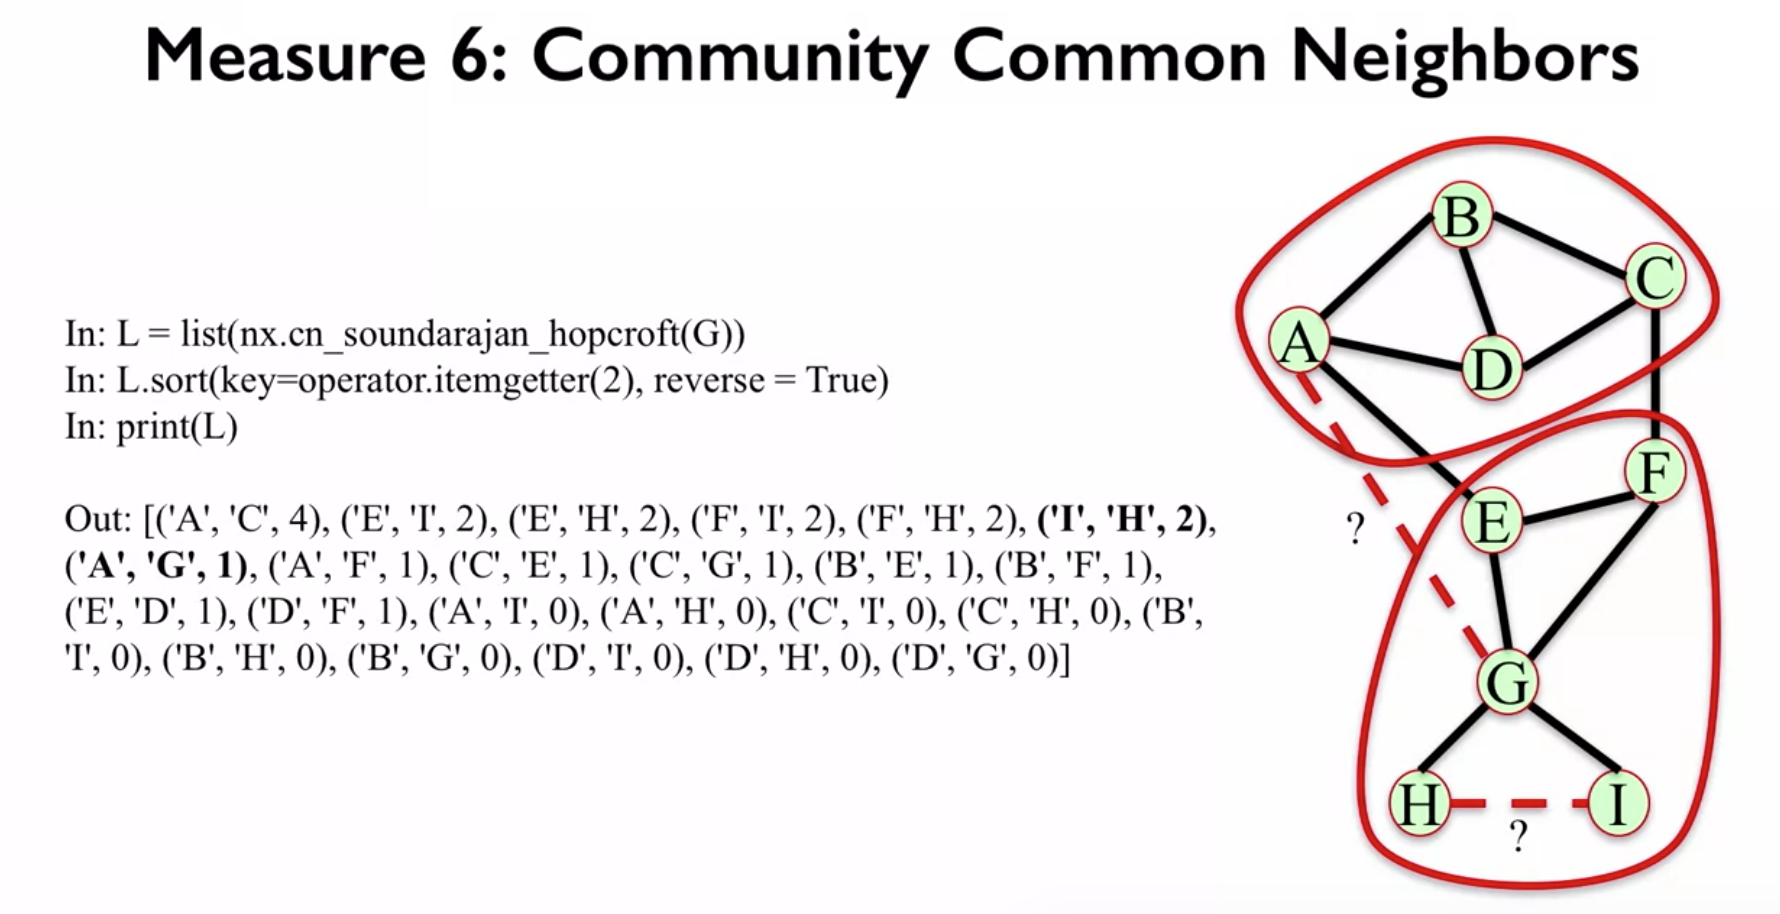 Measure 6: Community Common Neighbors
In: L = list(nx.cn_soundarajan_hopcroft(G))
In: L.sort(key=operator.itemgetter(2), reverse = True)
In: print(L)
Out: [('A', 'C', 4), ('E', 'I', 2), ('E', 'H', 2), ('F', 'I', 2), ('F', 'H', 2), ('I', 'H', 2),
('A', 'G', 1), ('A', 'F', 1), ('C', 'E', 1), ('C', 'G', 1), ('B', 'E', 1), ('B', 'F', 1),
('E', 'D', 1), ('D', 'F', 1), ('A', 'I', 0), ('A', 'H', 0), ('C', 'I', 0), ('C', 'H', 0), ('B',
'I', 0), ('B', 'H', 0), ('B', 'G', 0), ('D', 'I', 0), ('D', 'H', 0), ('D', 'G', 0)]
B
C
A
D
F
E
?
G
H
I
?